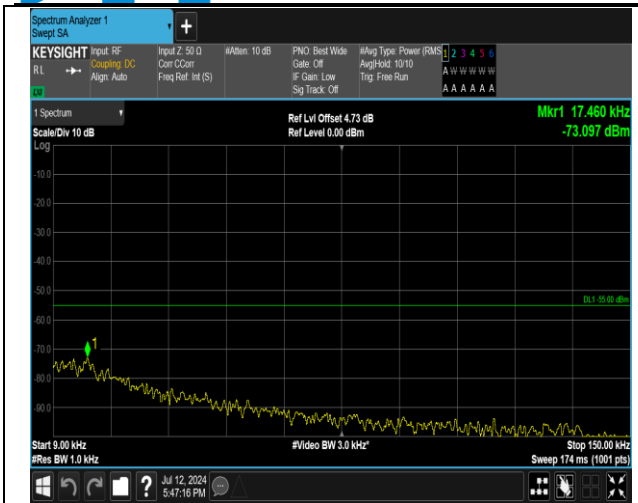 Spectrum Analyzer 1
Swept SA
+
KEYSIGHT
RL
Input: RF
Coupling: DC
Align: Auto
Input Z: 50 Ω
Corr CCorr
Freq Ref: Int (S)
#Atten: 10 dB
PNO: Best Wide
Gate: Off
IF Gain: Low
Sig Track: Off
#Avg Type: Power (RMS
Avg|Hold: 10/10
Trig: Free Run
1 2 3 4 5 6
A W W W W W
A A A A A A
1 Spectrum
Scale/Div 10 dB
Log
Ref Lvl Offset 4.73 dB
Ref Level 0.00 dBm
Mkr1 17.460 kHz
-73.097 dBm
-10.0
-20.0
-30.0
-40.0
-50.0
DL1 -55.00 dBm
-60.0
-70.0
1
-80.0
-90.0
Start 9.00 kHz
#Res BW 1.0 kHz
#Video BW 3.0 kHz*
Stop 150.00 kHz
Sweep 174 ms (1001 pts)
?
Jul 12, 2024
5:47:16 PM